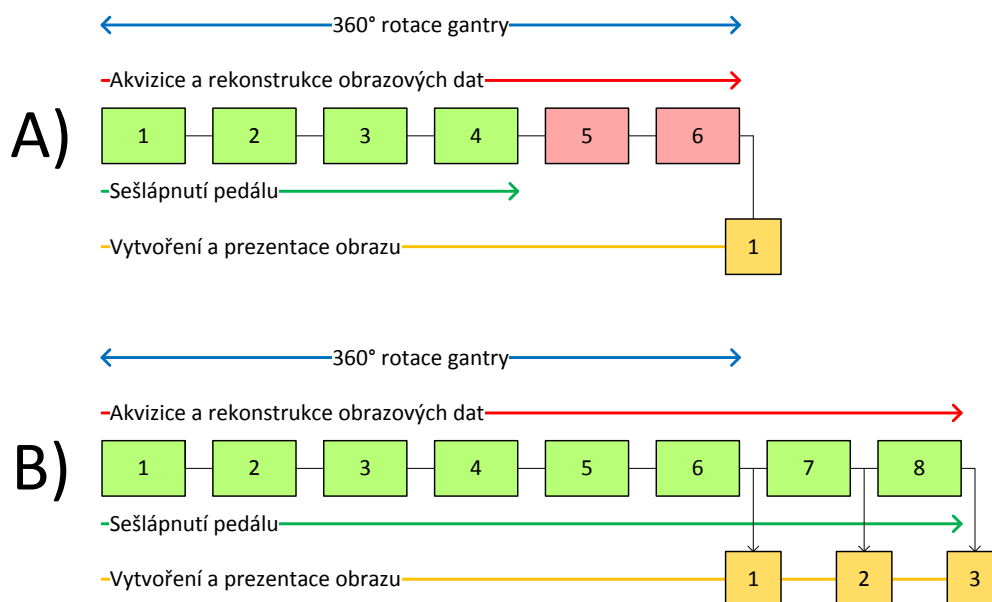 360° rotace gantry
Akvizice a rekonstrukce obrazových dat
A) 1 2 3 4 5 6
Sešlápnutí pedálu
Vytvoření a prezentace obrazu 1
360° rotace gantry
Akvizice a rekonstrukce obrazových dat
B) 1 2 3 4 5 6 7 8
Sešlápnutí pedálu
Vytvoření a prezentace obrazu 1 2 3